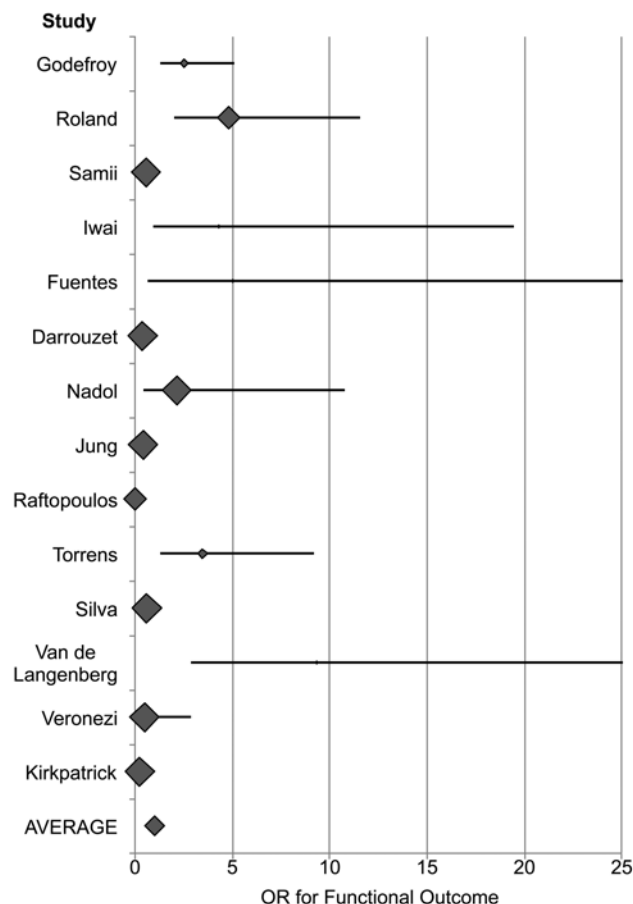 Study
Godefroy
Roland
Samii
Iwai
Fuentes
Darrouzet
Nadol
Jung
Raftopoulos
Torrens
Silva
Van de
Langenberg
Veronezi
Kirkpatrick
AVERAGE
0 5 10 15 20 25
OR for Functional Outcome